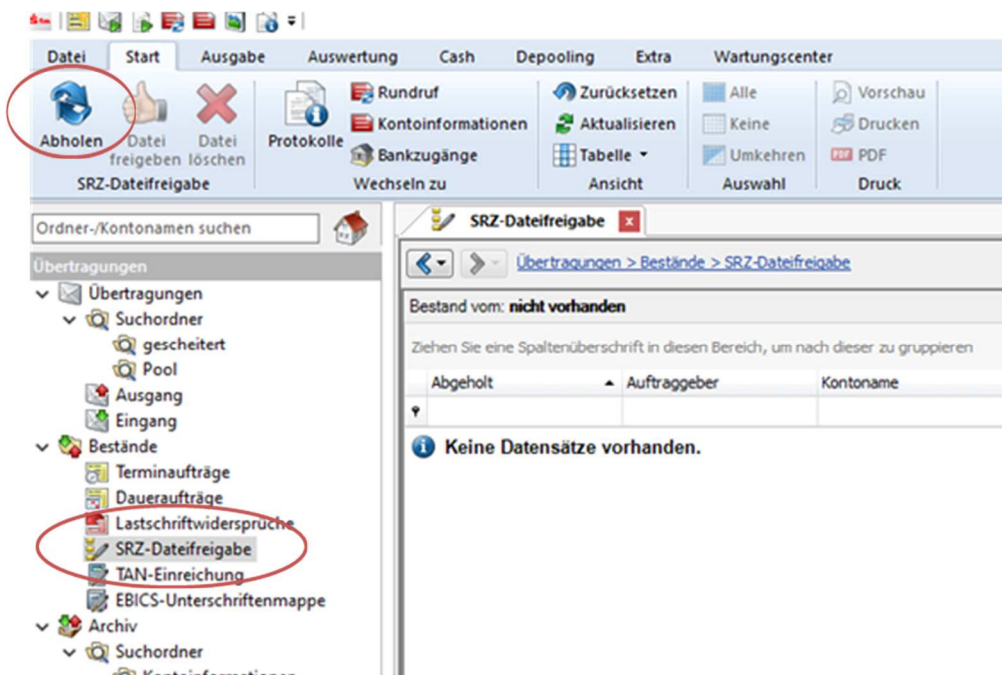 Datei Start Ausgabe Auswertung Cash Depooling Extra Wartungscenter
Abholen
Datei freigeben
Datei löschen
Protokolle
Rundruf
Kontoinformationen
Bankzugänge
Zurücksetzen
Aktualisieren
Tabelle
Alle
Keine
Umkehren
Vorschau
Drucken
PDF PDF
SRZ-Dateifreigabe Wechseln zu Ansicht Auswahl Druck
Ordner-/Kontonamen suchen
Übertragungen
Übertragungen
Suchordner
gescheitert
Pool
Ausgang
Eingang
Bestände
Terminaufträge
Daueraufträge
Lastschriftwidersprüche
SRZ-Dateifreigabe
TAN-Einreichung
EBICS-Unterschriftenmappe
Archiv
Suchordner
Kontoinformationen
SRZ-Dateifreigabe x
Übertragungen > Bestände > SRZ-Dateifreigabe
Bestand vom: nicht vorhanden
Ziehen Sie eine Spaltenüberschrift in diesen Bereich, um nach dieser zu gruppieren
Abgeholt Auftraggeber Kontoname
Keine Datensätze vorhanden.